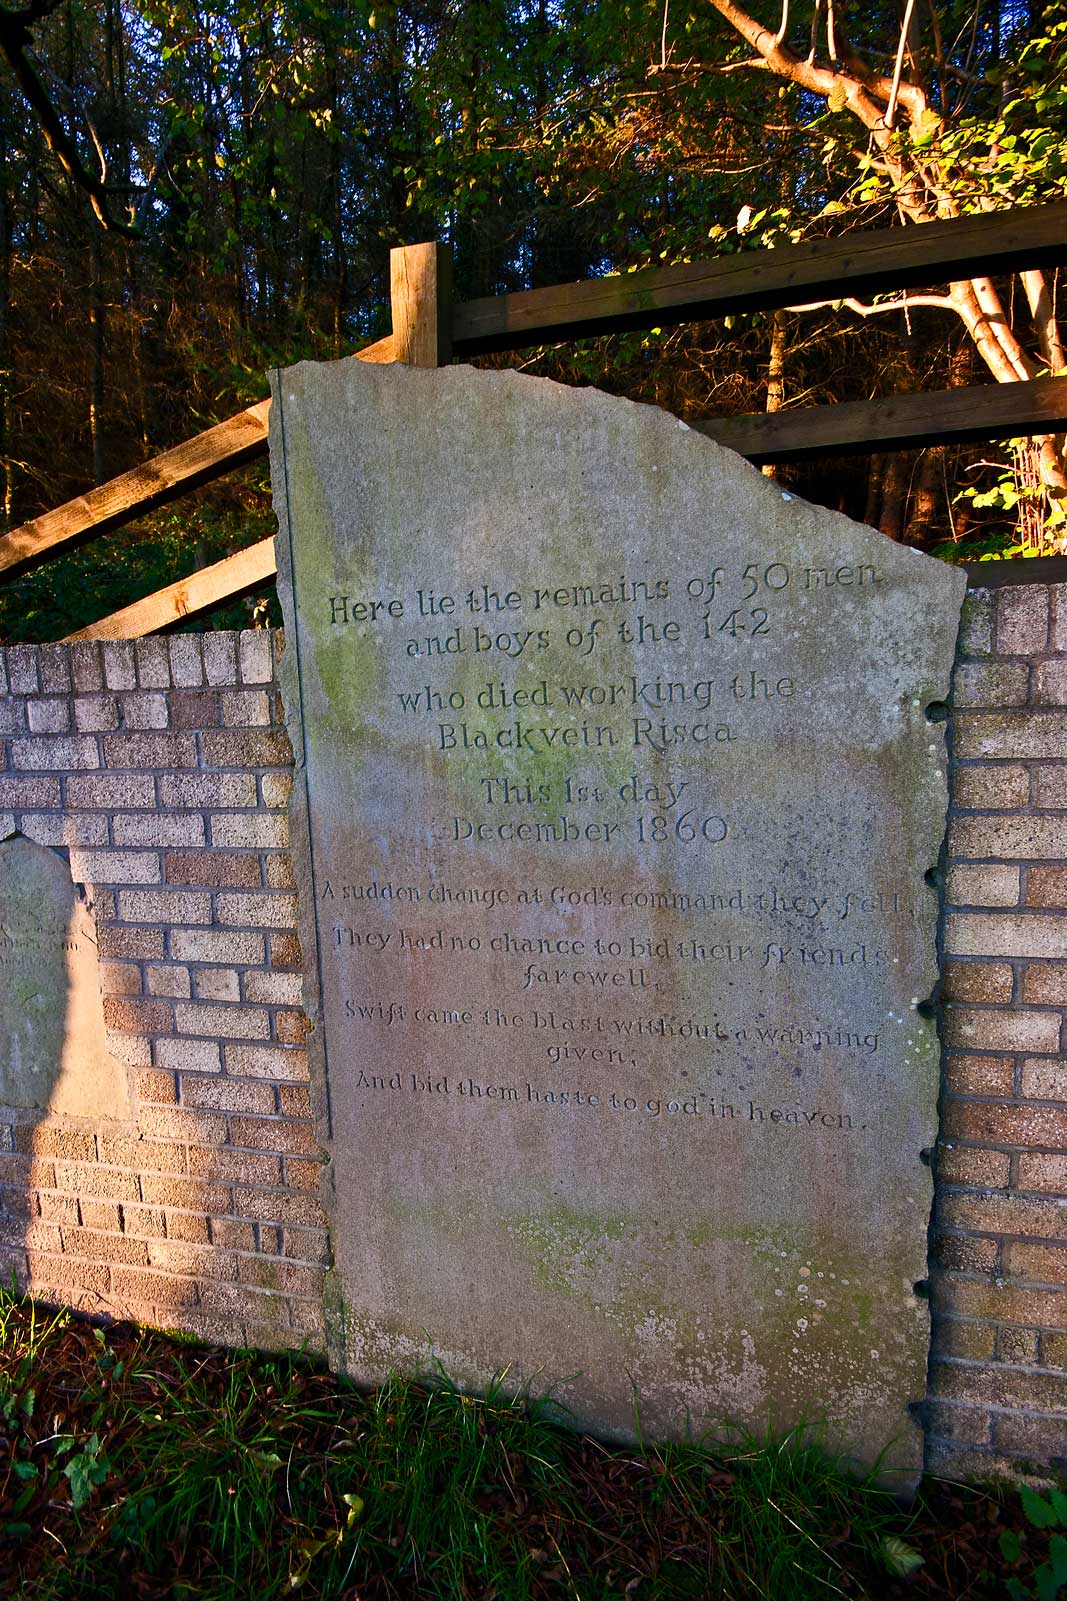 Here lie the remains of 50 men
and boys of the 142
who died working the
Blackvein Risca
This 1st day
December 1860
A sudden change at God's command they fell,
They had no chance to bid their friends
farewell,
Swift came the blast without a warning
given;
And bid them haste to god in heaven.